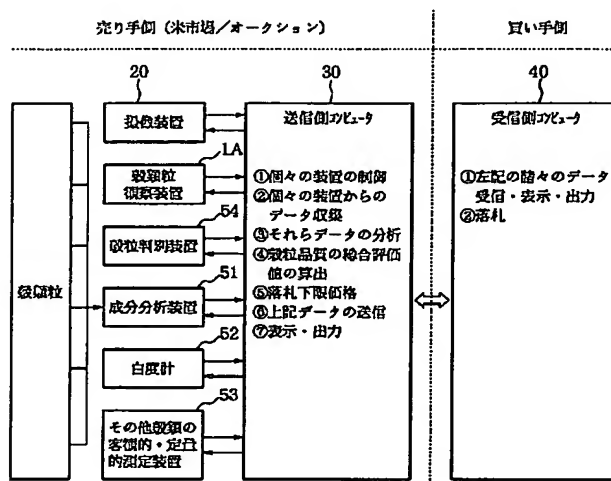 売り手側（米市場／オークション）
買い手側
20
30
40
撮像装置
送信側コンピュータ
受信側コンピュータ
1A
穀類粒
観察装置
①個々の装置の制御
②個々の装置からの
データ収集
③それらデータの分析
④穀粒品質の総合評価
値の算出
⑤落札下限価格
⑥上記データの送信
⑦表示・出力
①左記の諸々のデータ
受信・表示・出力
②落札
54
穀粒判別装置
51
穀類粒
成分分析装置
52
白度計
53
その他穀類の
客観的・定量
的測定装置